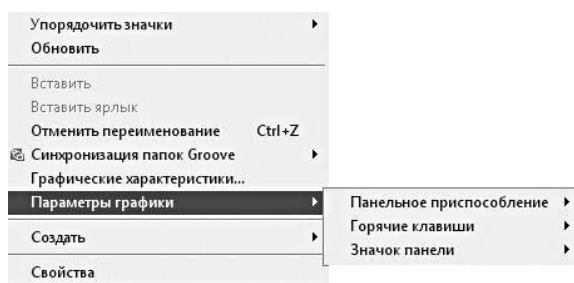 Упорядочить значки
Обновить
Вставить
Вставить ярлык
Отменить переименование Ctrl+Z
Синхронизация папок Groove
Графические характеристики...
Параметры графики
Панельное приспособление
Горячие клавиши
Значок панели
Создать
Свойства